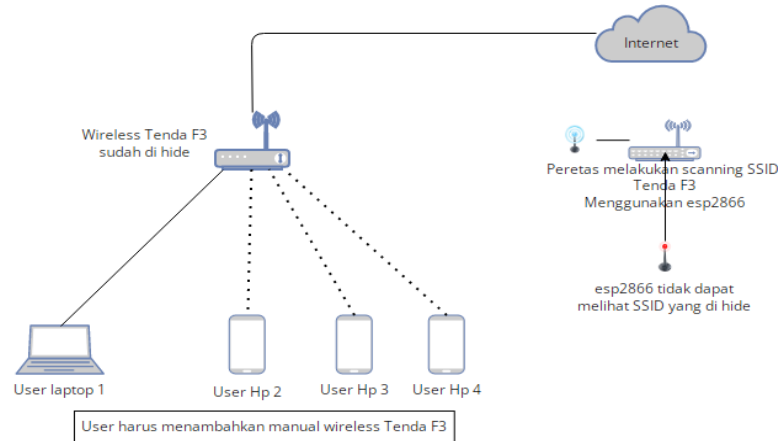 Internet
Wireless Tenda F3
sudah di hide
Peretas melakukan scanning SSID
Tenda F3
Menggunakan esp2866
esp2866 tidak dapat
melihat SSID yang di hide
User laptop 1
User Hp 2
User Hp 3
User Hp 4
User harus menambahkan manual wireless Tenda F3